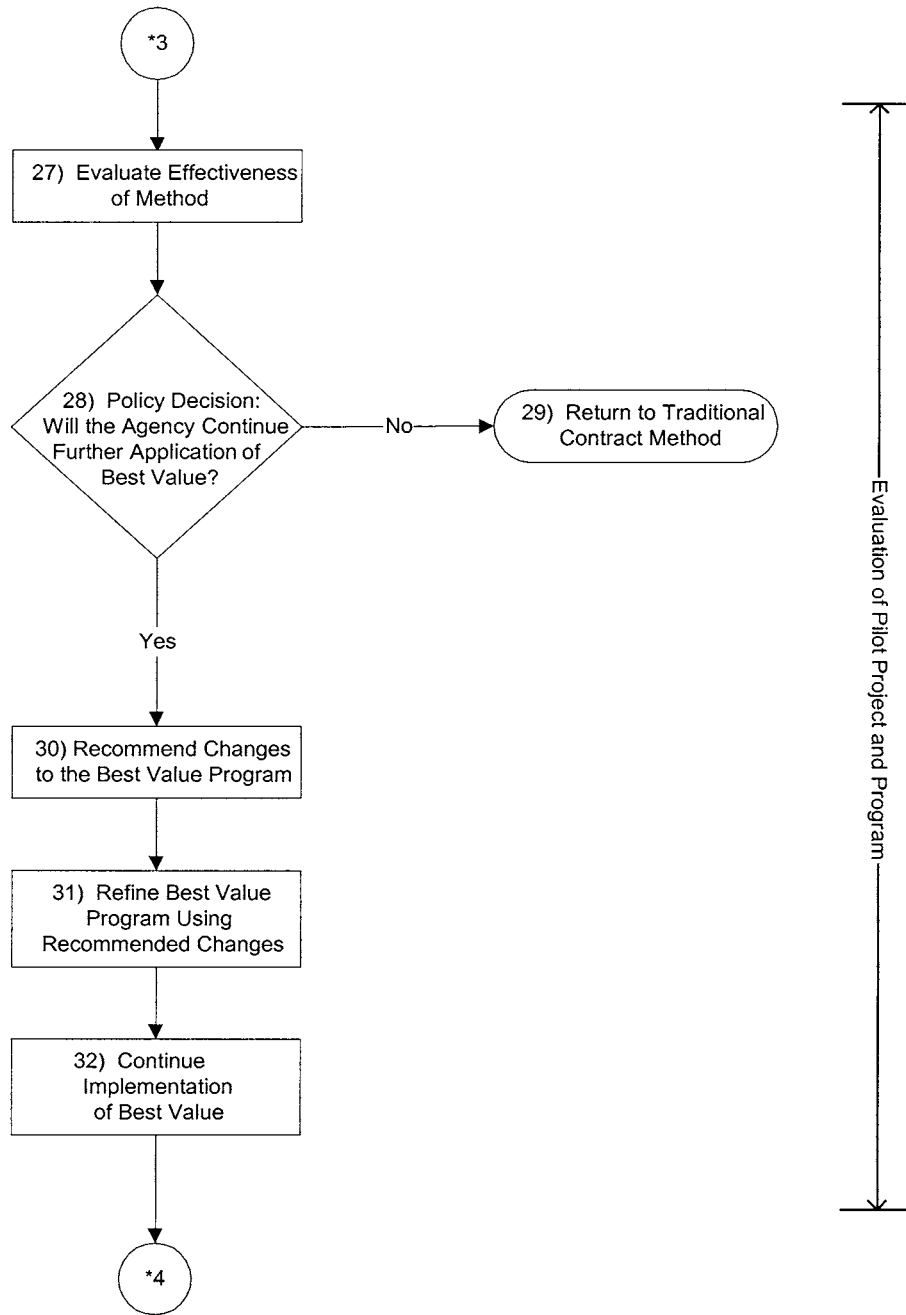 *3
27) Evaluate Effectiveness
of Method
28) Policy Decision:
Will the Agency Continue
Further Application of
Best Value?
No
29) Return to Traditional
Contract Method
Yes
30) Recommend Changes
to the Best Value Program
31) Refine Best Value
Program Using
Recommended Changes
32) Continue
Implementation
of Best Value
*4
Evaluation of Pilot Project and Program